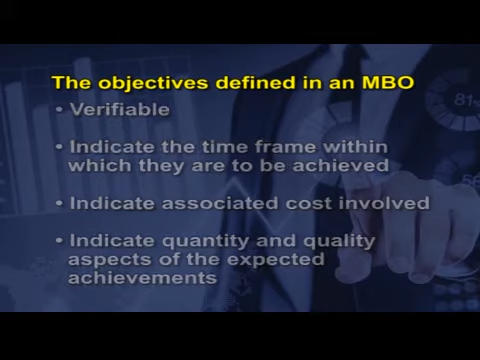 The objectives defined in an MBO
• Verifiable
• Indicate the time frame within
which they are to be achieved
• Indicate associated cost involved
• Indicate quantity and quality
aspects of the expected
achievements
81%